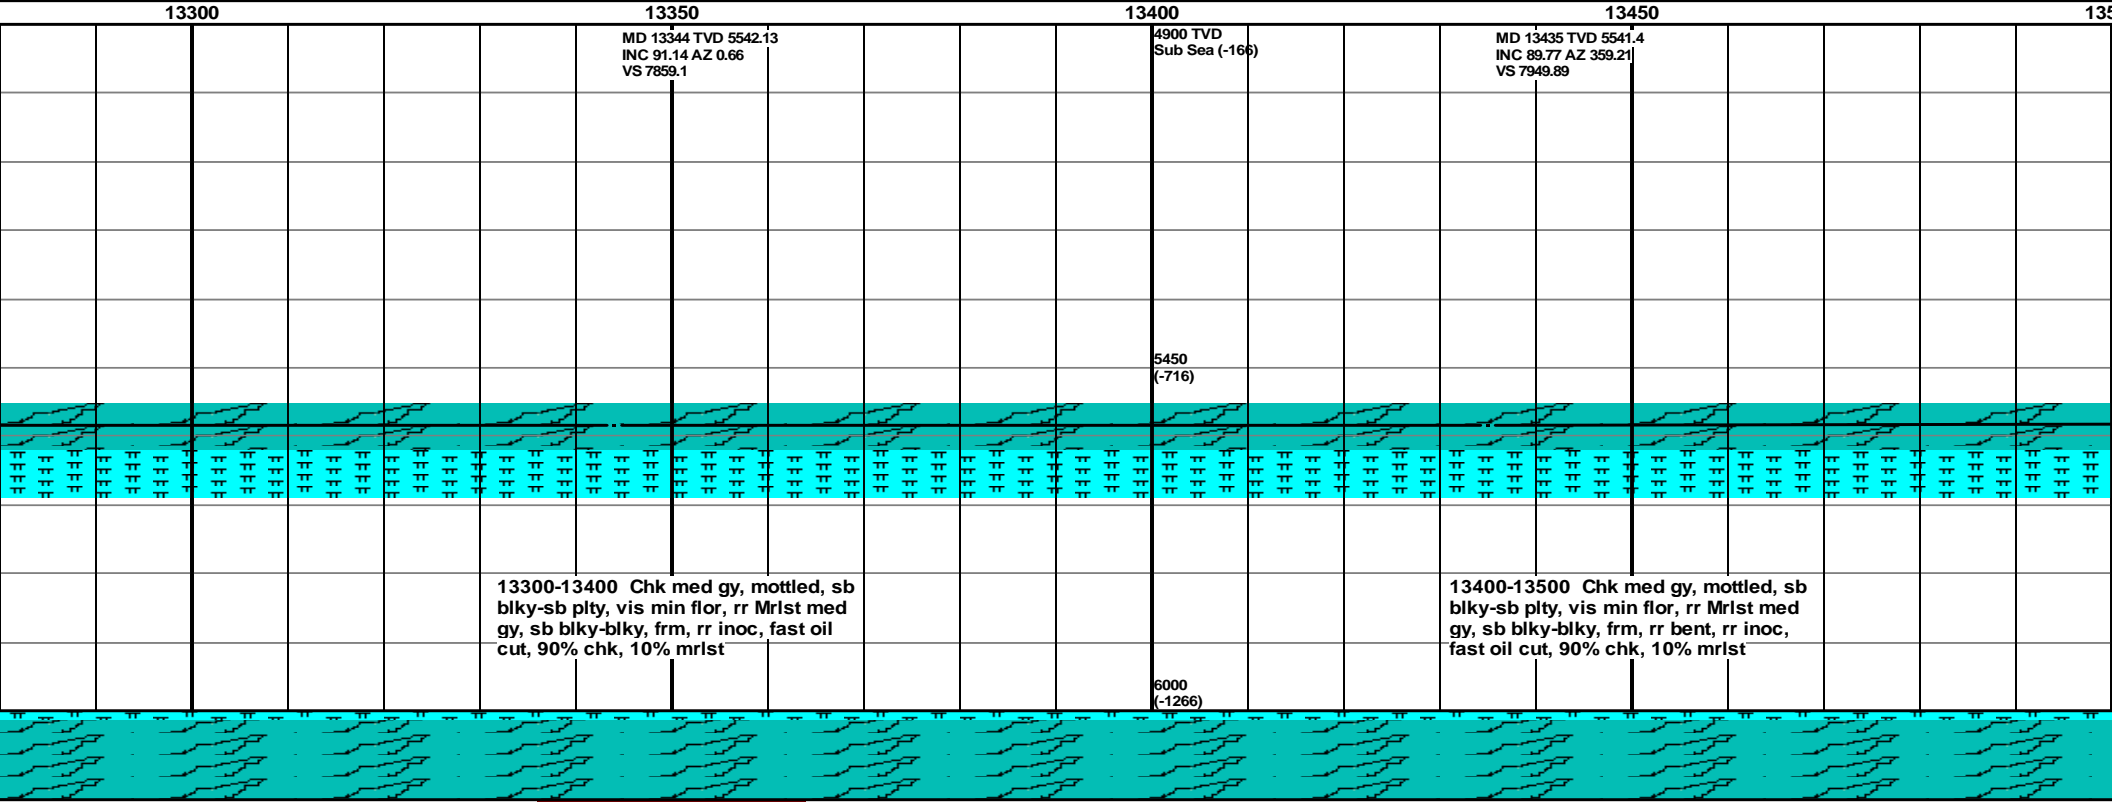 13300 13350 13400 13450 135
MD 13344 TVD 5542.13
INC 91.14 AZ 0.66
VS 7859.1
4900 TVD
Sub Sea (-166)
MD 13435 TVD 5541.4
INC 89.77 AZ 359.21
VS 7949.89
5450
(-716)
13300-13400 Chk med gy, mottled, sb
blky-sb plty, vis min flor, rr Mrlst med
gy, sb blky-blky, frm, rr inoc, fast oil
cut, 90% chk, 10% mrlst
13400-13500 Chk med gy, mottled, sb
blky-sb plty, vis min flor, rr Mrlst med
gy, sb blky-blky, frm, rr bent, rr inoc,
fast oil cut, 90% chk, 10% mrlst
6000
(-1266)